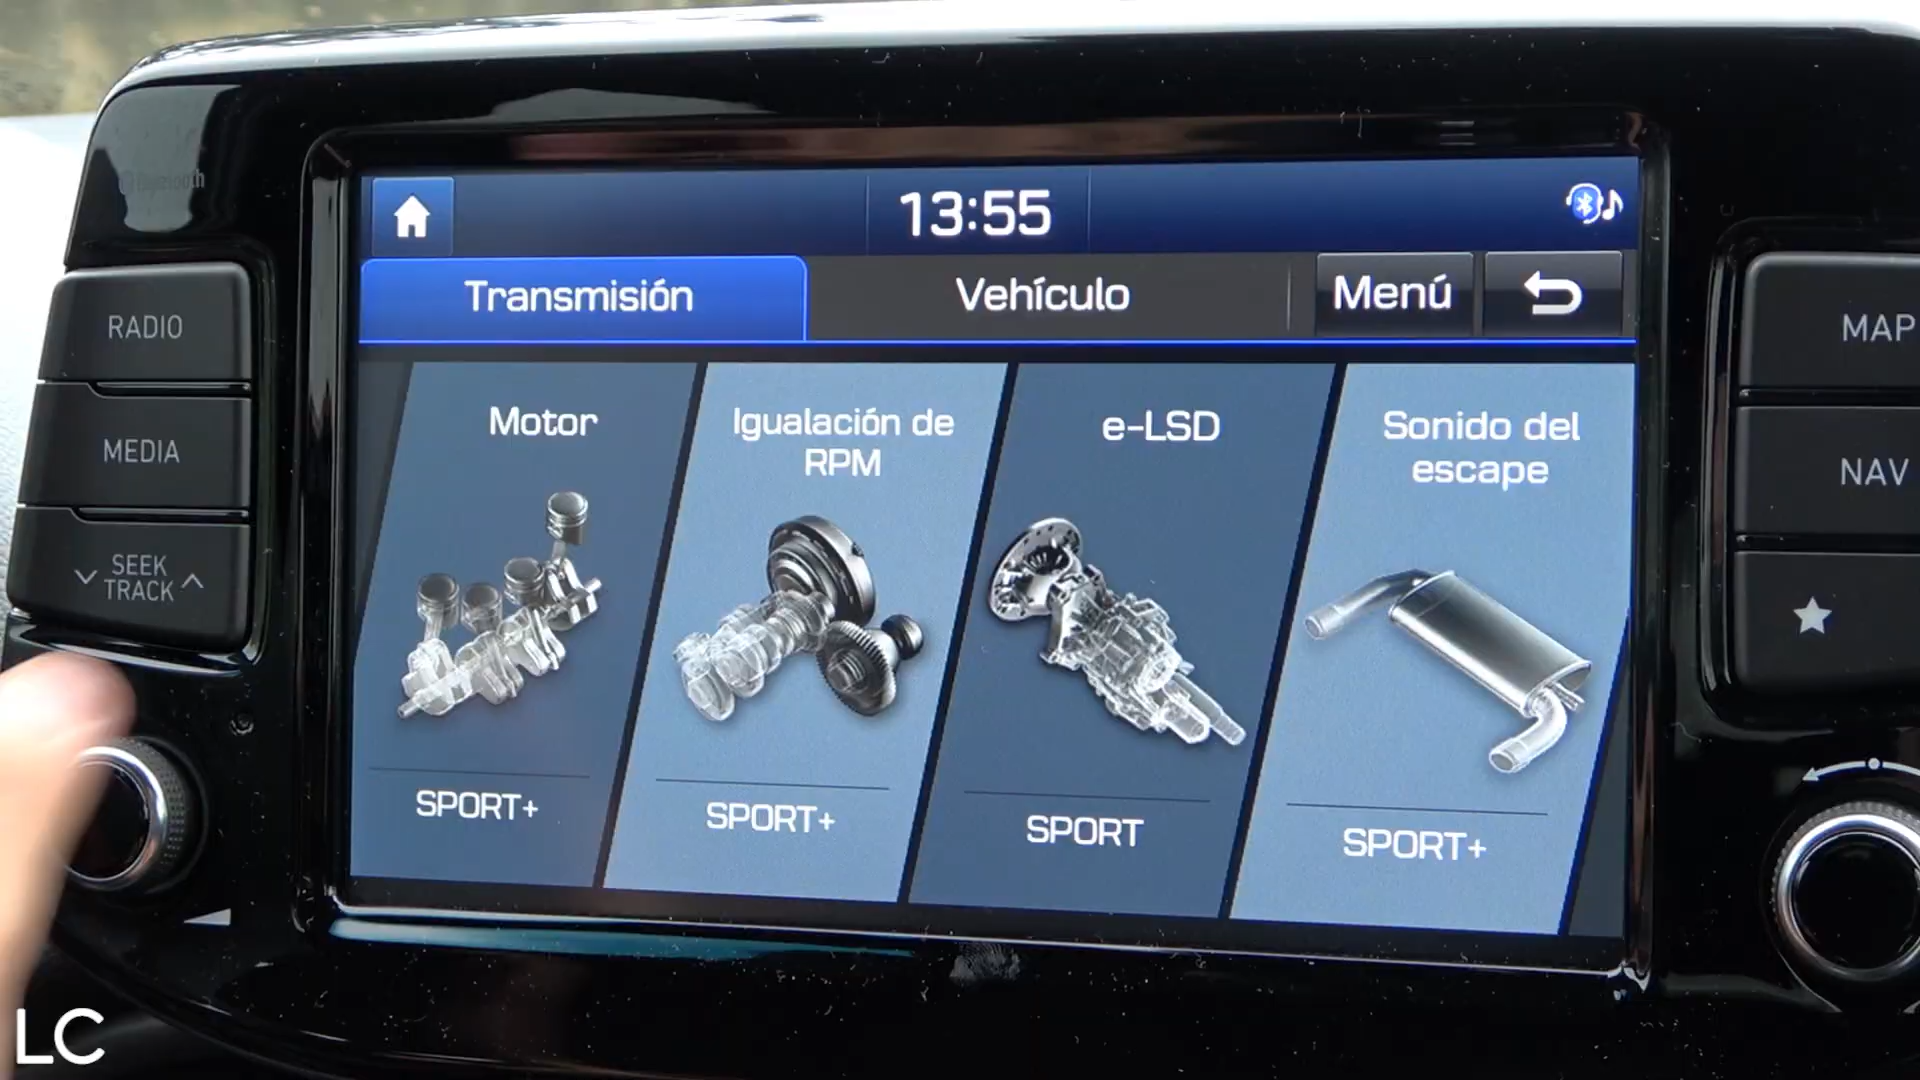 Bluetooth
13:55
Transmisión
Vehículo
Menú
RADIO
MEDIA
SEEK
TRACK
MAP
NAV
Motor
Igualación de
RPM
e-LSD
Sonido del
escape
SPORT+
SPORT+
SPORT
SPORT+
LC